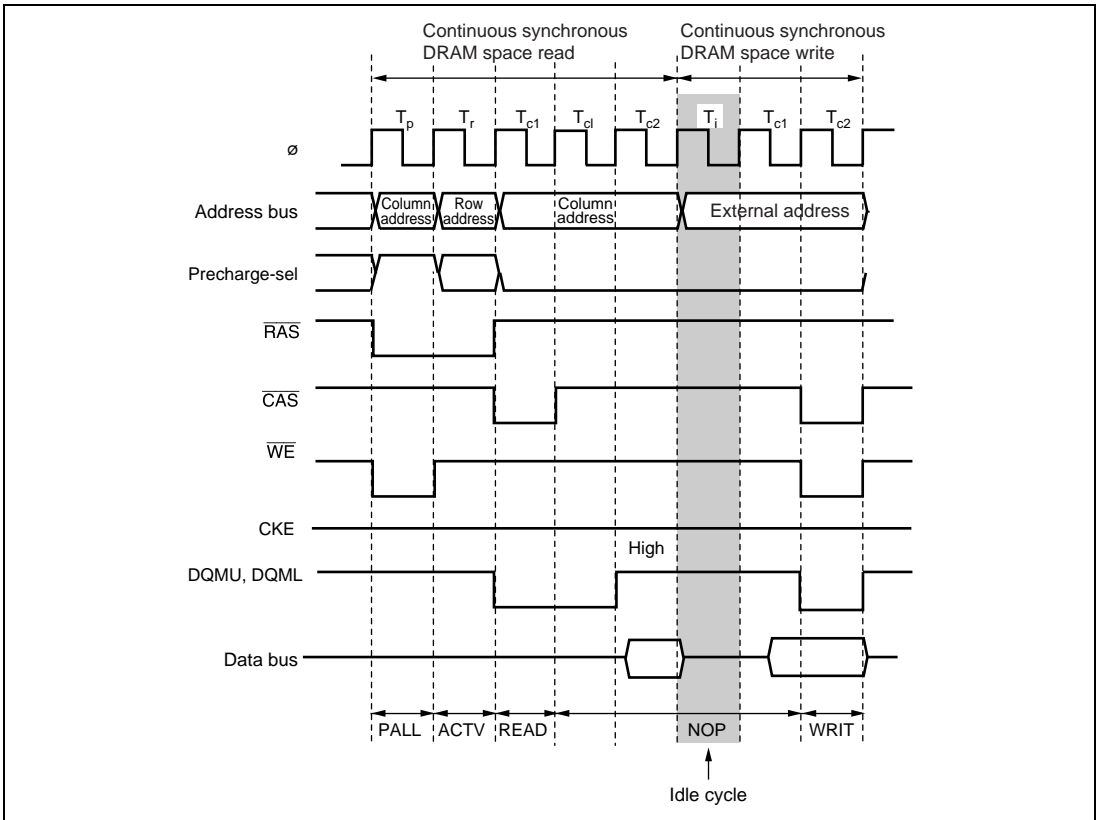 Continuous synchronous
DRAM space read
Continuous synchronous
DRAM space write
Tp
Tr
Tc1
Tcl
Tc2
Ti
Tc1
Tc2
ø
Address bus
Column
address
Row
address
Column
address
External address
Precharge-sel
RAS
CAS
WE
CKE
High
DQMU, DQML
Data bus
PALL
ACTV
READ
NOP
WRIT
Idle cycle